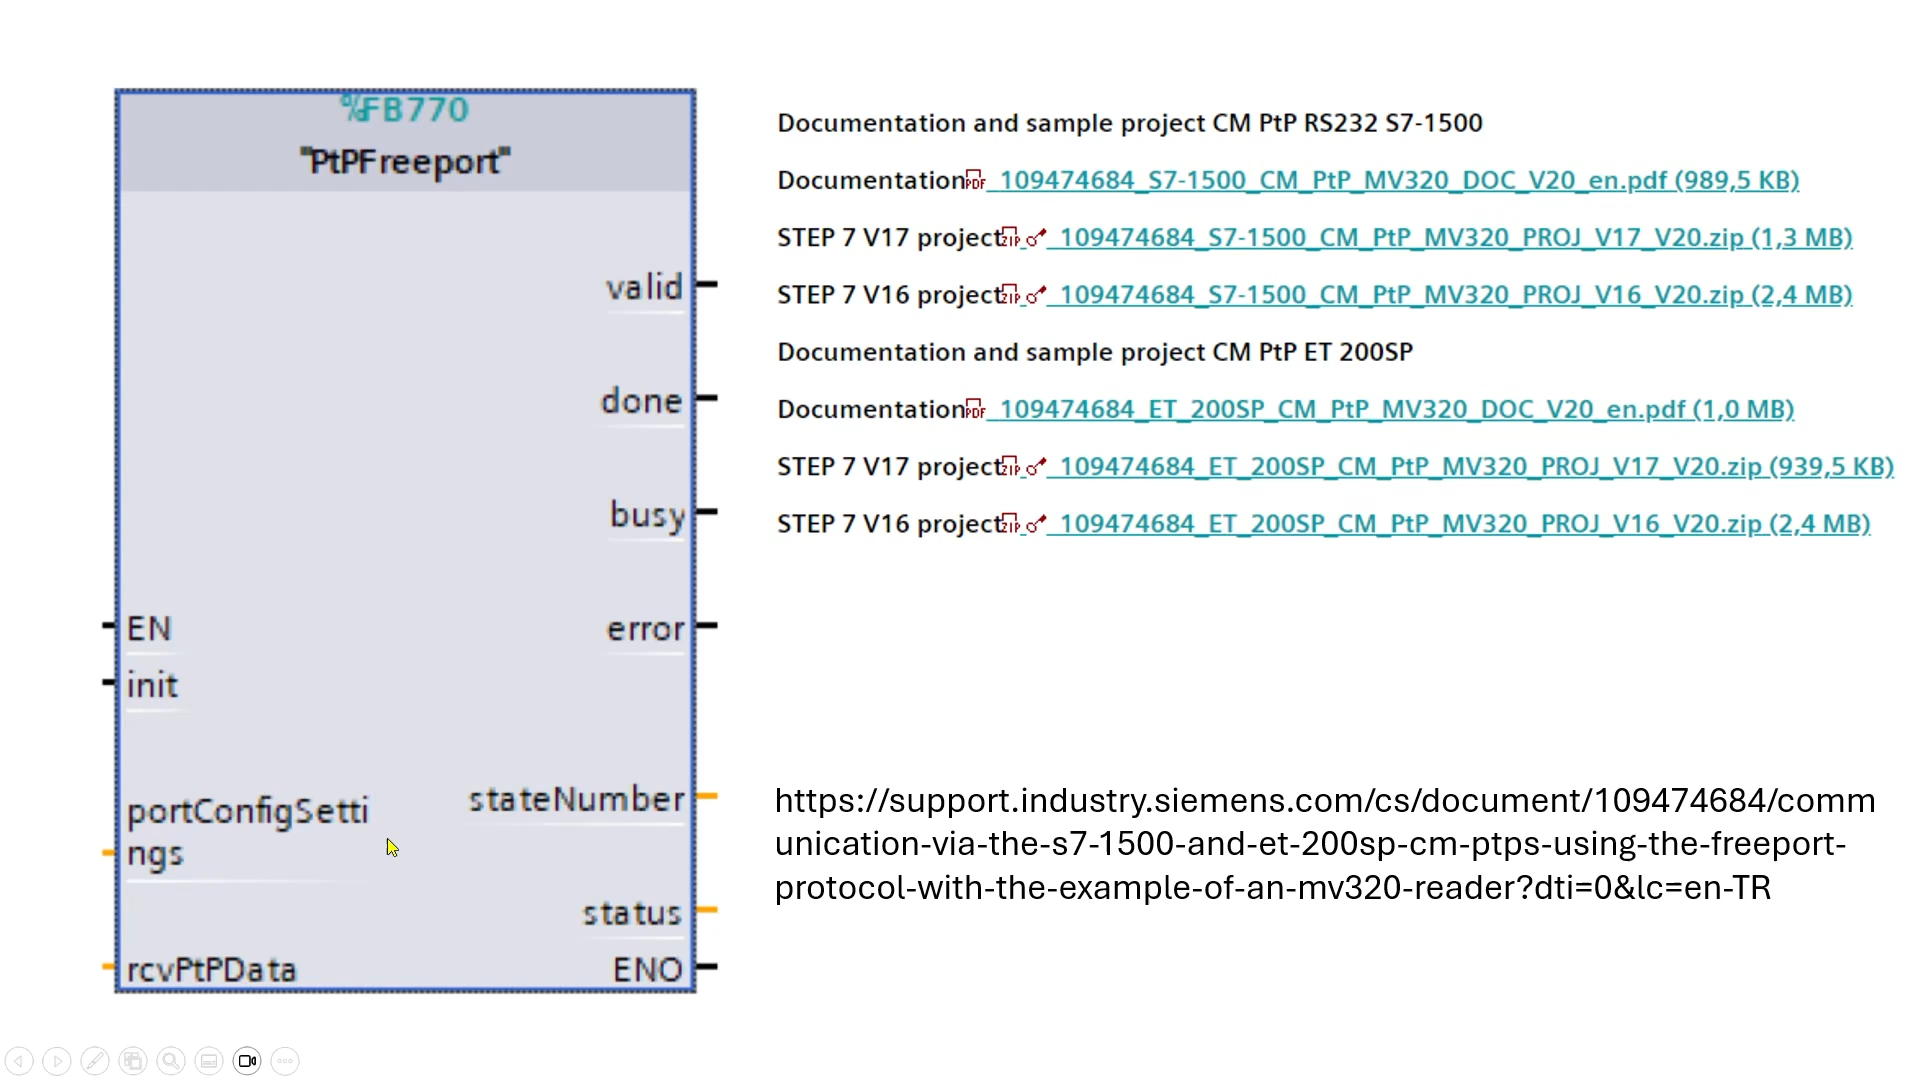 %FB770
"PtPFreeport"
valid
done
busy
EN
error
init
portConfigSetti
ngs
stateNumber
status
rcvPtPData
ENO
Documentation and sample project CM PtP RS232 S7-1500
Documentation PDF 109474684_S7-1500_CM_PtP_MV320_DOC_V20_en.pdf (989,5 KB)
STEP 7 V17 project ZIP 109474684_S7-1500_CM_PtP_MV320_PROJ_V17_V20.zip (1,3 MB)
STEP 7 V16 project ZIP 109474684_S7-1500_CM_PtP_MV320_PROJ_V16_V20.zip (2,4 MB)
Documentation and sample project CM PtP ET 200SP
Documentation PDF 109474684_ET_200SP_CM_PtP_MV320_DOC_V20_en.pdf (1,0 MB)
STEP 7 V17 project ZIP 109474684_ET_200SP_CM_PtP_MV320_PROJ_V17_V20.zip (939,5 KB)
STEP 7 V16 project ZIP 109474684_ET_200SP_CM_PtP_MV320_PROJ_V16_V20.zip (2,4 MB)
https://support.industry.siemens.com/cs/document/109474684/comm
unication-via-the-s7-1500-and-et-200sp-cm-ptps-using-the-freeport-
protocol-with-the-example-of-an-mv320-reader?dti=0&lc=en-TR